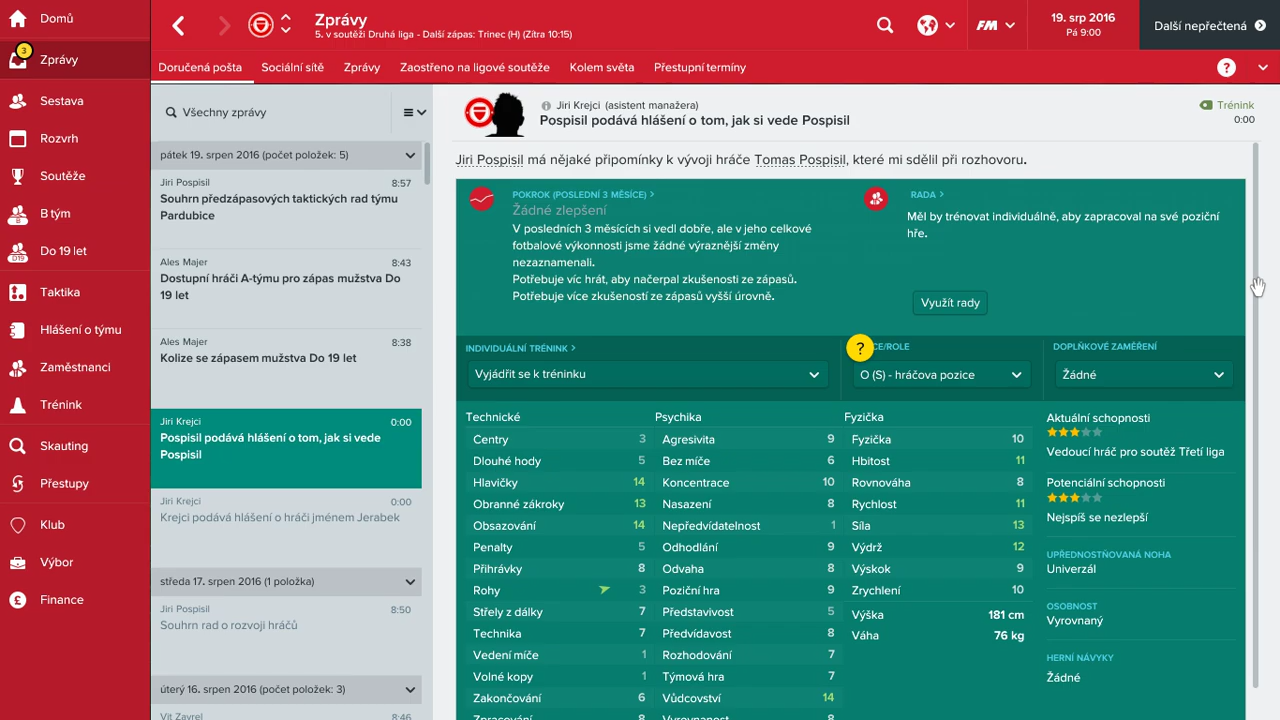 Domů
3
Zprávy
Sestava
Rozvrh
Soutěže
B tým
Do 19 let
Taktika
Hlášení o týmu
Zaměstnanci
Trénink
Skauting
Přestupy
Klub
Výbor
Finance
Zprávy
5. v soutěži Druhá liga - Další zápas: Trinec (H) (Zítra 10:15)
FM
19. srp 2016
Pá 9:00
Další nepřečtená
Doručená pošta
Sociální sítě
Zprávy
Zaostřeno na ligové soutěže
Kolem světa
Přestupní termíny
?
Všechny zprávy
pátek 19. srpen 2016 (počet položek: 5)
Jiri Pospisil 8:57
Souhrn předzápasových taktických rad týmu
Pardubice
Ales Majer 8:43
Dostupní hráči A-týmu pro zápas mužstva Do
19 let
Ales Majer 8:38
Kolize se zápasem mužstva Do 19 let
Jiri Krejci 0:00
Pospisil podává hlášení o tom, jak si vede
Pospisil
Jiri Krejci 0:00
Krejci podává hlášení o hráči jménem Jerabek
středa 17. srpen 2016 (1 položka)
Jiri Pospisil 8:50
Souhrn rad o rozvoji hráčů
úterý 16. srpen 2016 (počet položek: 3)
Vit Zavrel 8:46
Jiri Krejci (asistent manažera)
Pospisil podává hlášení o tom, jak si vede Pospisil
Trénink
0:00
Jiri Pospisil má nějaké připomínky k vývoji hráče Tomas Pospisil, které mi sdělil při rozhovoru.
POKROK (POSLEDNÍ 3 MĚSÍCE) >
Žádné zlepšení
V posledních 3 měsících si vedl dobře, ale v jeho celkové
fotbalové výkonnosti jsme žádné výraznější změny
nezaznamenali.
Potřebuje víc hrát, aby načerpal zkušenosti ze zápasů.
Potřebuje více zkušeností ze zápasů vyšší úrovně.
RADA >
Měl by trénovat individuálně, aby zapracoval na své poziční
hře.
Využít rady
INDIVIDUÁLNÍ TRÉNINK >
Vyjádřit se k tréninku
?
CE/ROLE
O (S) - hráčova pozice
DOPLŇKOVÉ ZAMĚŘENÍ
Žádné
Technické
Centry 3
Dlouhé hody 5
Hlavičky 14
Obranné zákroky 13
Obsazování 14
Penalty 5
Přihrávky 8
Rohy 3
Střely z dálky 7
Technika 7
Vedení míče 1
Volné kopy 1
Zakončování 6
Zpracování 8
Psychika
Agresivita 9
Bez míče 6
Koncentrace 10
Nasazení 8
Nepředvídatelnost 1
Odhodlání 9
Odvaha 8
Poziční hra 9
Představivost 5
Předvídavost 8
Rozhodování 7
Týmová hra 7
Vůdcovství 14
Vyrovnanost 8
Fyzička
Fyzička 10
Hbitost 11
Rovnováha 8
Rychlost 11
Síla 13
Výdrž 12
Výskok 9
Zrychlení 10
Výška 181 cm
Váha 76 kg
Aktuální schopnosti
Vedoucí hráč pro soutěž Třetí liga
Potenciální schopnosti
Nejspíš se nezlepší
UPŘEDNOSTŇOVANÁ NOHA
Univerzál
OSOBNOST
Vyrovnaný
HERNÍ NÁVYKY
Žádné